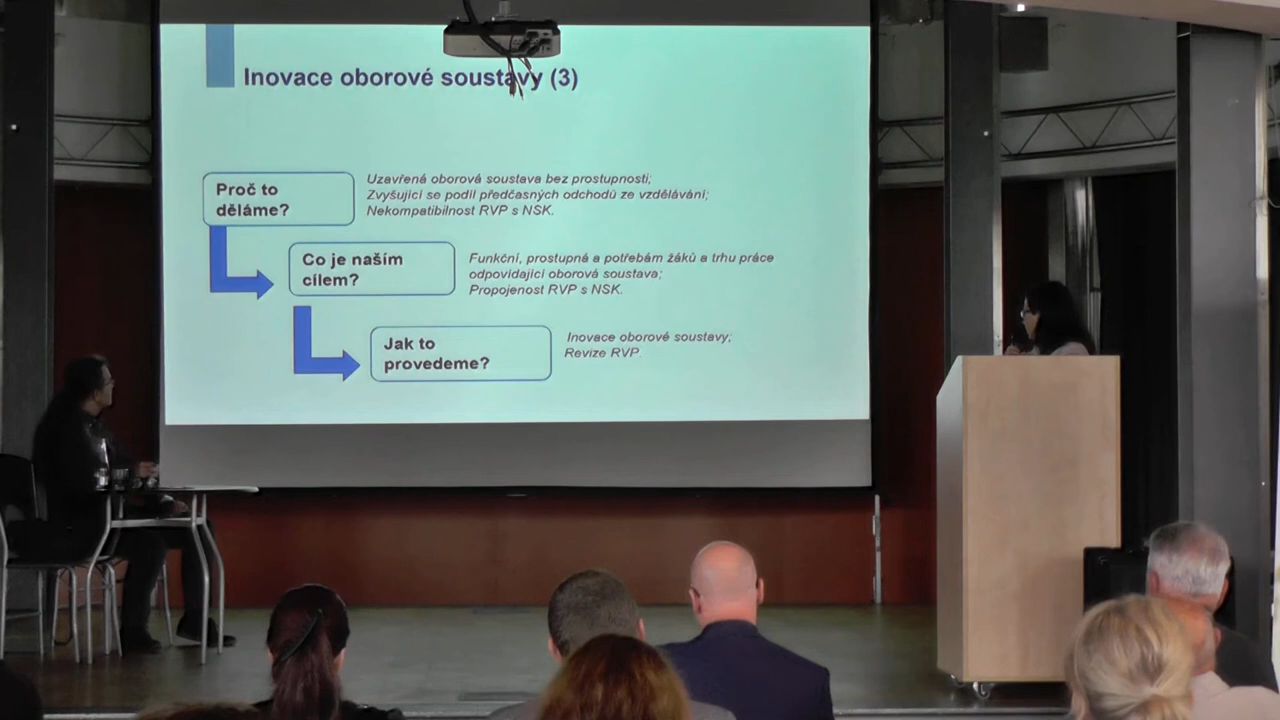 Inovace oborové soustavy (3)
Proč to
děláme?
Uzavřená oborová soustava bez prostupnosti;
Zvyšující se podíl předčasných odchodů ze vzdělávání;
Nekompatibilnost RVP s NSK.
Co je naším
cílem?
Funkční, prostupná a potřebám žáků a trhu práce
odpovídající oborová soustava;
Propojenost RVP s NSK.
Jak to
provedeme?
Inovace oborové soustavy;
Revize RVP.